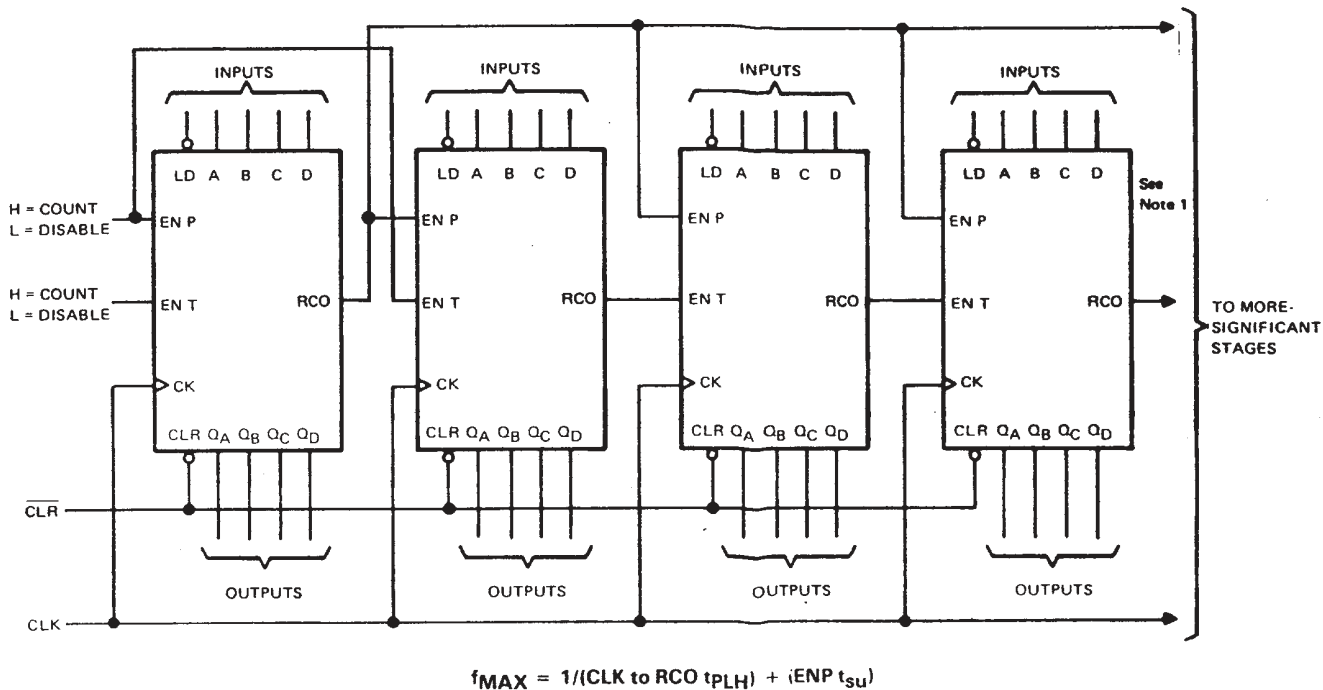 INPUTS INPUTS INPUTS INPUTS
LD A B C D LD A B C D LD A B C D LD A B C D
See
Note 1
H = COUNT
L = DISABLE
EN P EN P EN P EN P
H = COUNT
L = DISABLE
EN T RCO EN T RCO EN T RCO EN T RCO
TO MORE-
SIGNIFICANT
STAGES
CK CK CK CK
CLR QA QB QC QD CLR QA QB QC QD CLR QA QB QC QD CLR QA QB QC QD
CLR
OUTPUTS OUTPUTS OUTPUTS OUTPUTS
CLK
fMAX = 1/(CLK to RCO tPLH) + (ENP tsu)